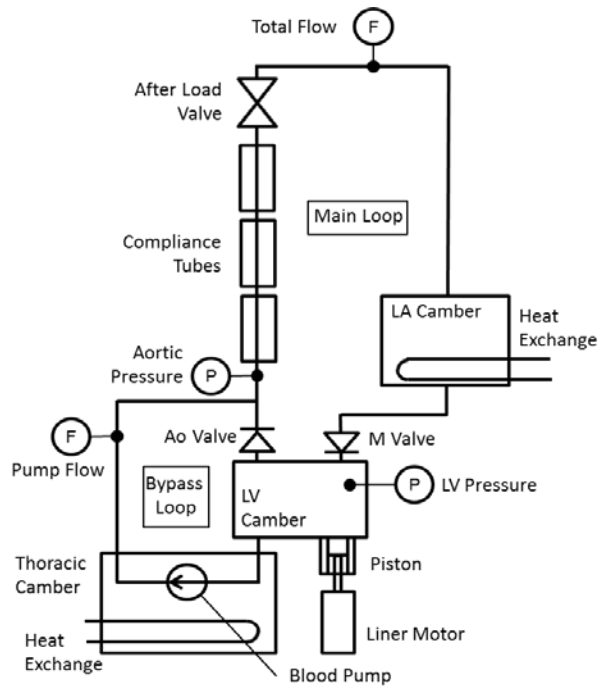 Total Flow
F
After Load
Valve
Main Loop
Compliance
Tubes
LA Camber
Heat
Exchange
Aortic
Pressure
P
F
Pump Flow
Ao Valve
M Valve
Bypass
Loop
LV
Camber
P
LV Pressure
Thoracic
Camber
Piston
Heat
Exchange
Liner Motor
Blood Pump